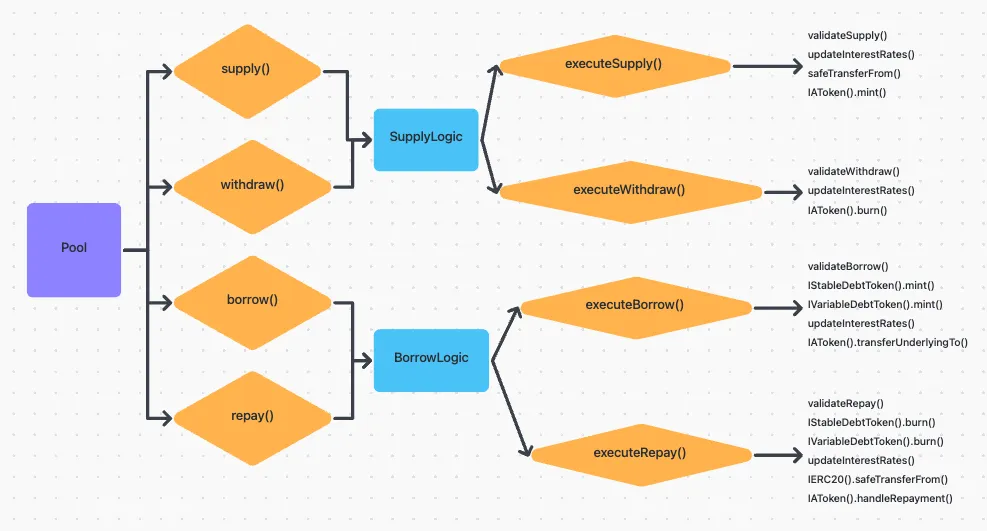 Pool
supply()
withdraw()
borrow()
repay()
SupplyLogic
BorrowLogic
executeSupply()
validateSupply()
updateInterestRates()
safeTransferFrom()
IAToken().mint()
executeWithdraw()
validateWithdraw()
updateInterestRates()
IAToken().burn()
executeBorrow()
validateBorrow()
IStableDebtToken().mint()
IVariableDebtToken().mint()
updateInterestRates()
IAToken().transferUnderlyingTo()
executeRepay()
validateRepay()
IStableDebtToken().burn()
IVariableDebtToken().burn()
updateInterestRates()
IERC20().safeTransferFrom()
IAToken().handleRepayment()